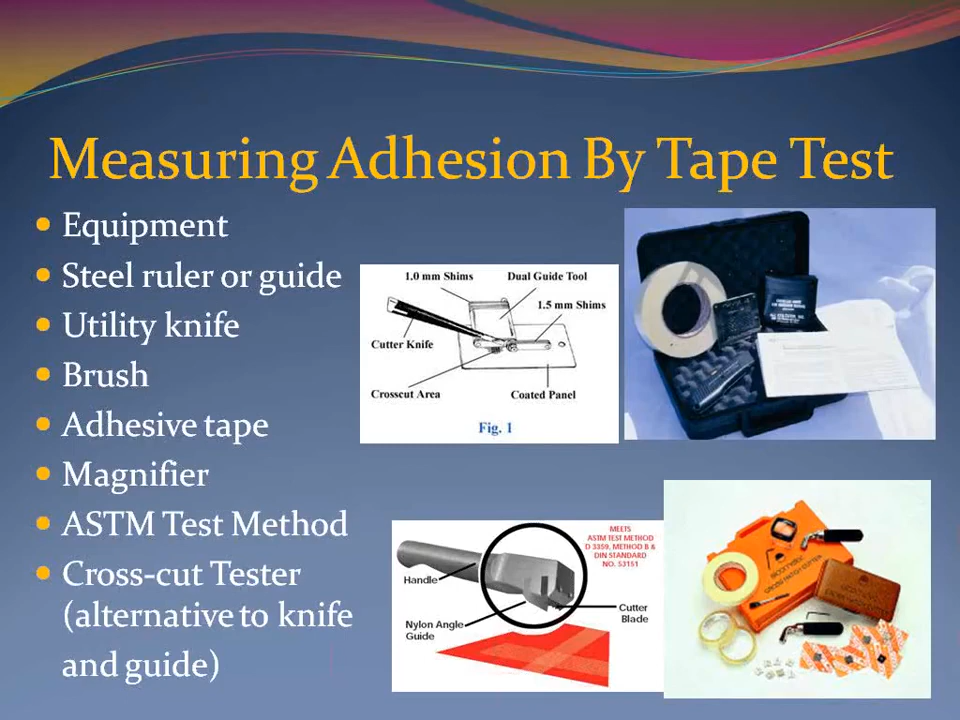 Measuring Adhesion By Tape Test
Equipment
Steel ruler or guide
Utility knife
Brush
Adhesive tape
Magnifier
ASTM Test Method
Cross-cut Tester
(alternative to knife
and guide)
1.0 mm Shims
Dual Guide Tool
1.5 mm Shims
Cutter Knife
Crosscut Area
Coated Panel
Fig. 1
MEETS
ASTM TEST METHOD
D 3359, METHOD B &
DIN STANDARD
NO. 53151
Handle
Nylon Angle
Guide
Cutter
Blade